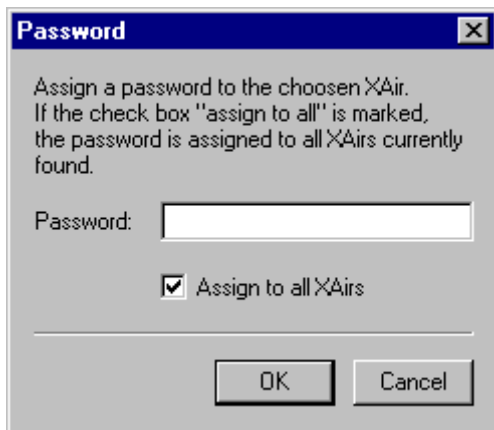 Password
Assign a password to the choosen XAir.
If the check box "assign to all" is marked,
the password is assigned to all XAirs currently
found.
Password:
Assign to all XAirs
OK
Cancel